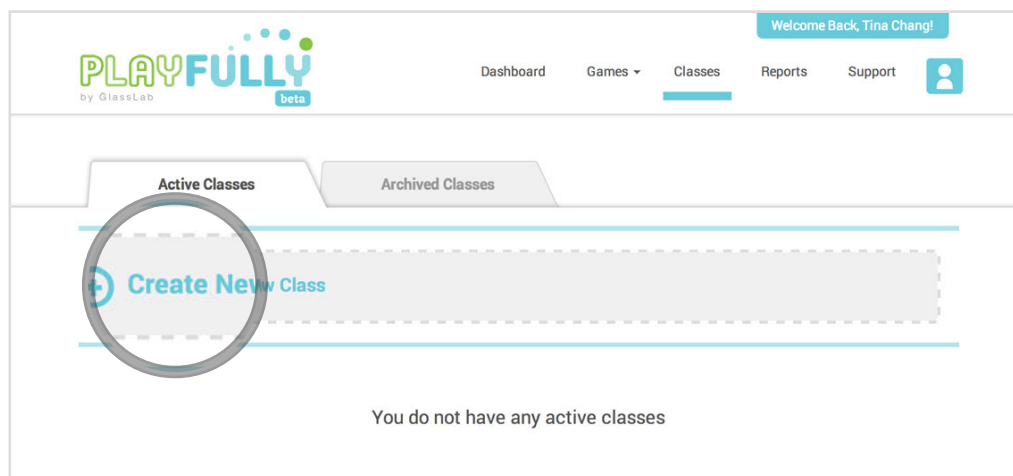 Welcome Back, Tina Chang!
PLAYFULLY
by GlassLab
beta
Dashboard Games Classes Reports Support
Active Classes Archived Classes
Create New Class
You do not have any active classes